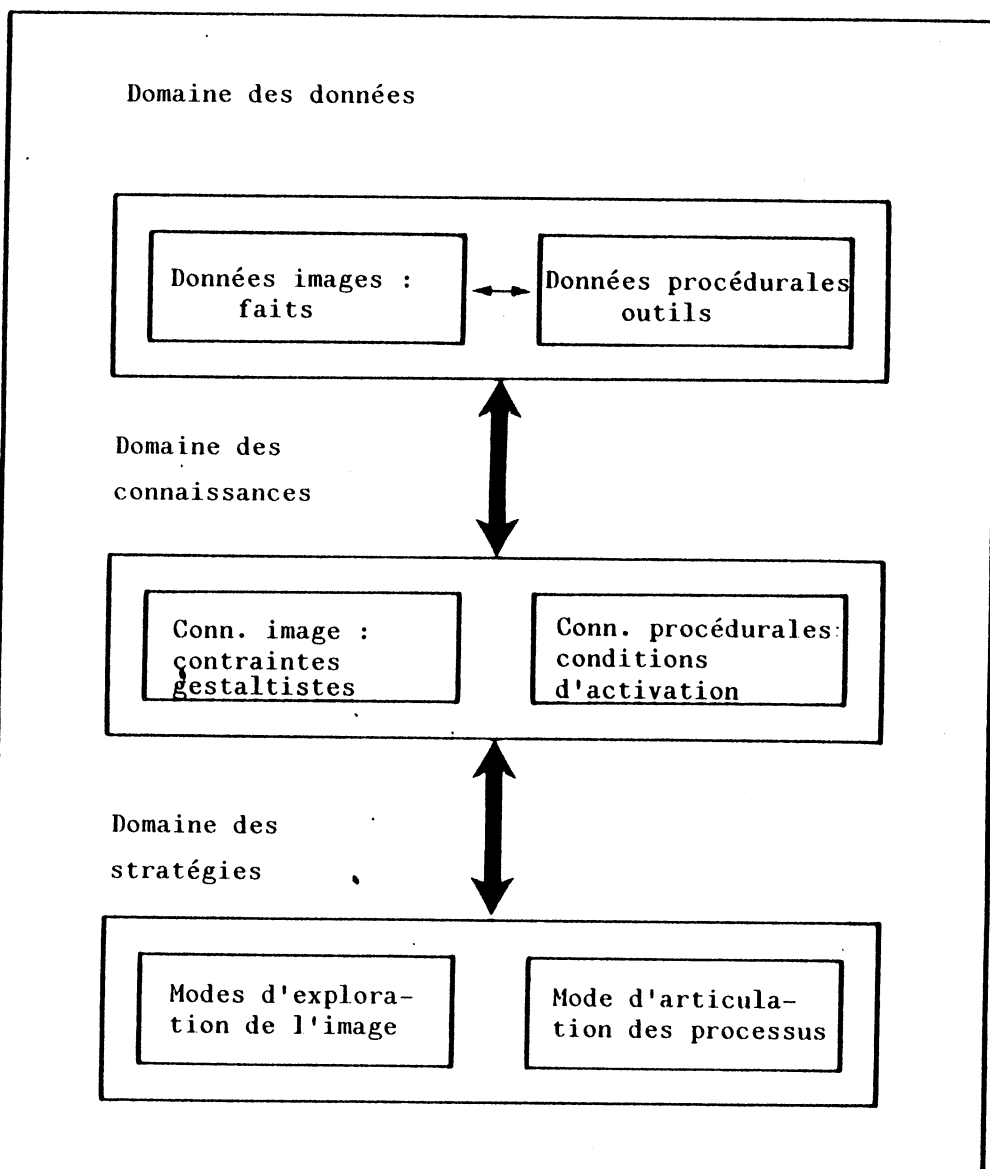 Domaine des données
Données images :
faits
Données procédurales
outils
Domaine des
connaissances
Conn. image :
contraintes
gestaltistes
Conn. procédurales:
conditions
d'activation
Domaine des
stratégies
Modes d'explora-
tion de l'image
Mode d'articula-
tion des processus